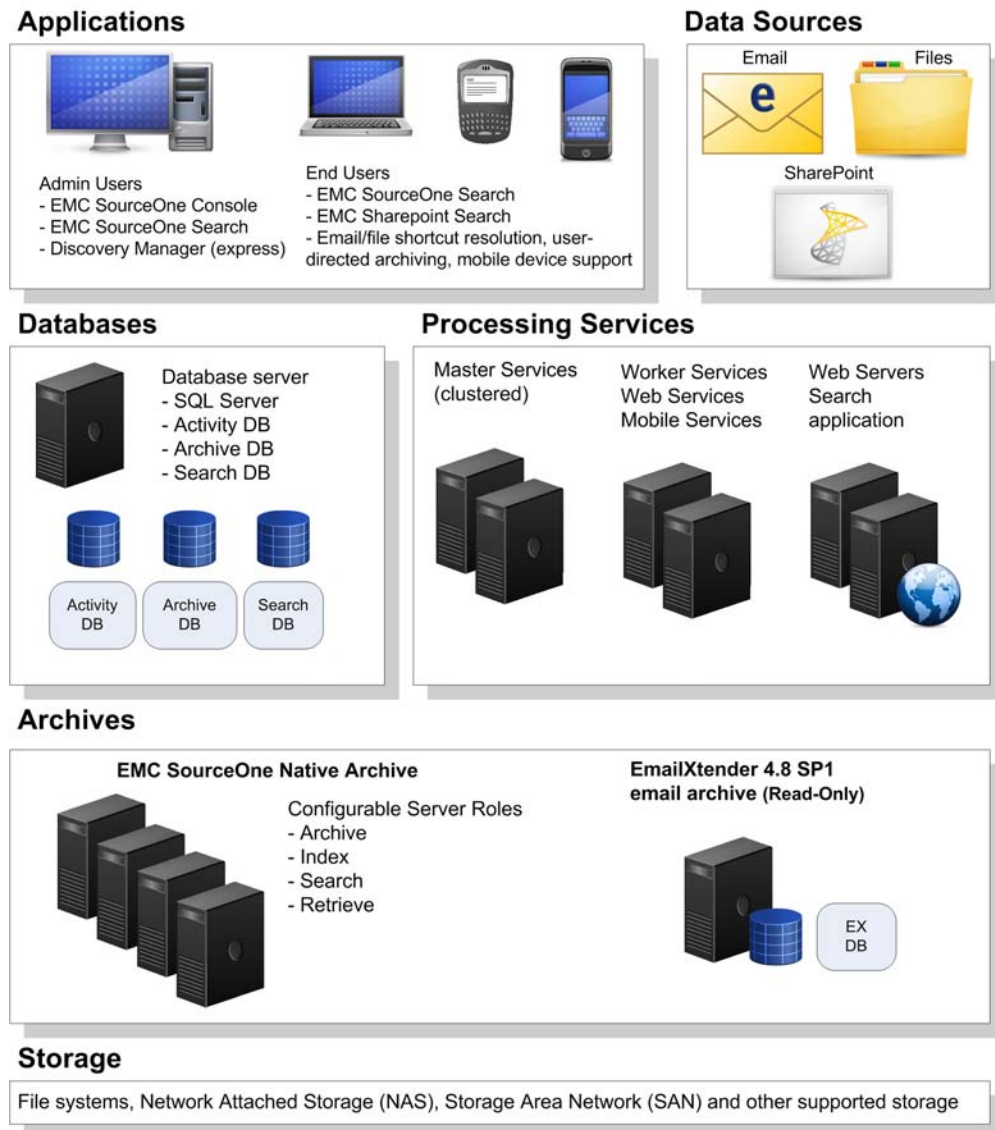 Applications
Admin Users
- EMC SourceOne Console
- EMC SourceOne Search
- Discovery Manager (express)
End Users
- EMC SourceOne Search
- EMC Sharepoint Search
- Email/file shortcut resolution, user-
directed archiving, mobile device support
Data Sources
Email
e
Files
SharePoint
Databases
Database server
- SQL Server
- Activity DB
- Archive DB
- Search DB
Activity
DB
Archive
DB
Search
DB
Processing Services
Master Services
(clustered)
Worker Services
Web Services
Mobile Services
Web Servers
Search
application
Archives
EMC SourceOne Native Archive
Configurable Server Roles
- Archive
- Index
- Search
- Retrieve
EmailXtender 4.8 SP1
email archive (Read-Only)
EX
DB
Storage
File systems, Network Attached Storage (NAS), Storage Area Network (SAN) and other supported storage